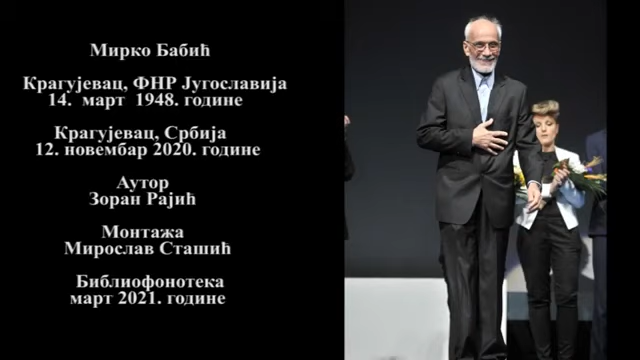 Мирко Бабић
Крагујевац, ФНР Југославија
14. март 1948. године
Крагујевац, Србија
12. новембар 2020. године
Аутор
Зоран Рајић
Монтажа
Мирослав Сташић
Библиофонотека
март 2021. године